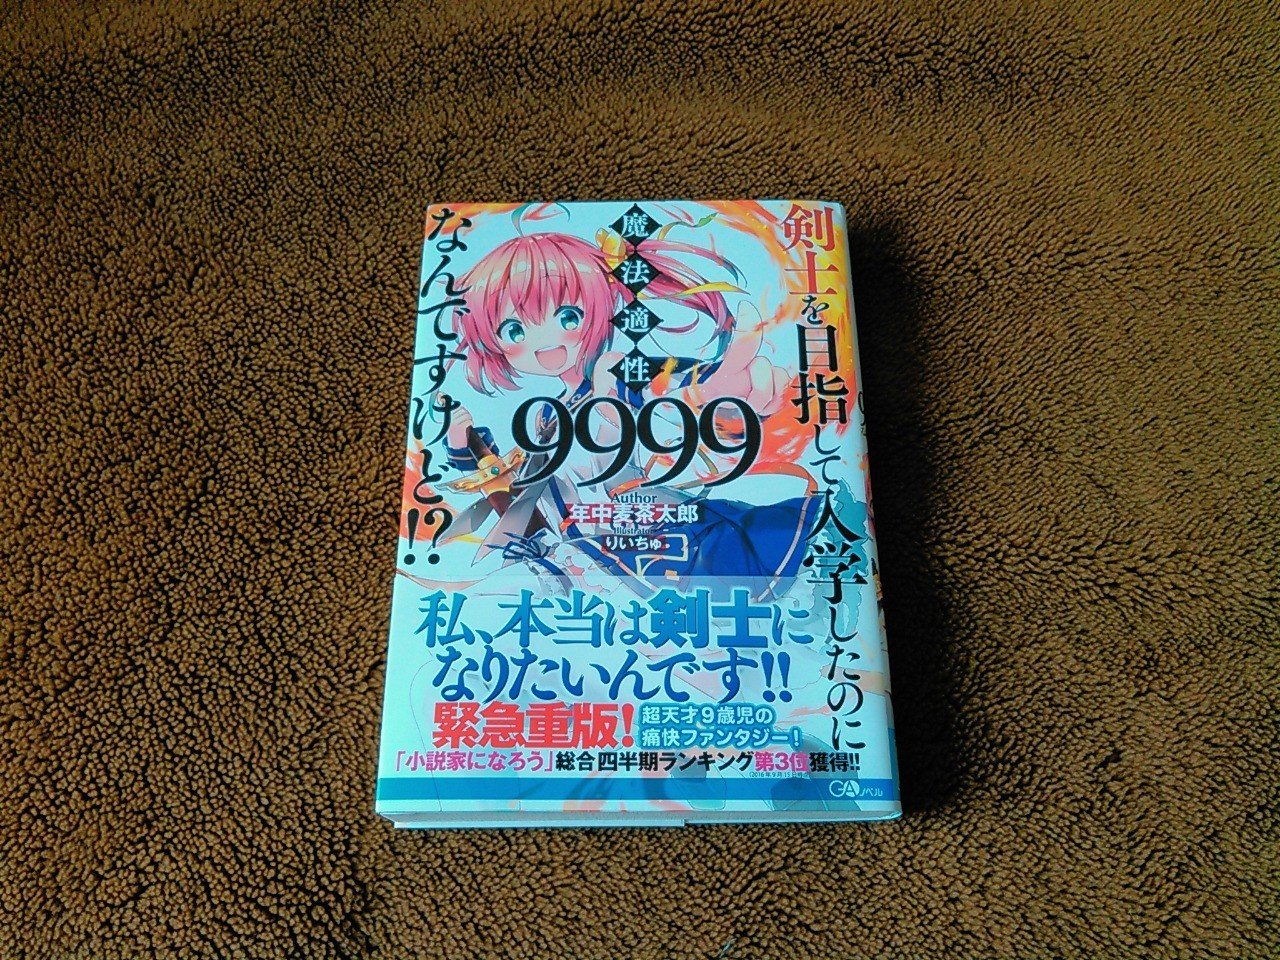 剣士を目指して入学したのに
魔法適性
9999
なんですけど!?
Author
年中麦茶太郎
Illustrator
りいちゅ
私、本当は剣士に
なりたいんです!!
緊急重版!
超天才9歳児の
痛快ファンタジー!
「小説家になろう」総合四半期ランキング第3位獲得!!
GAノベル